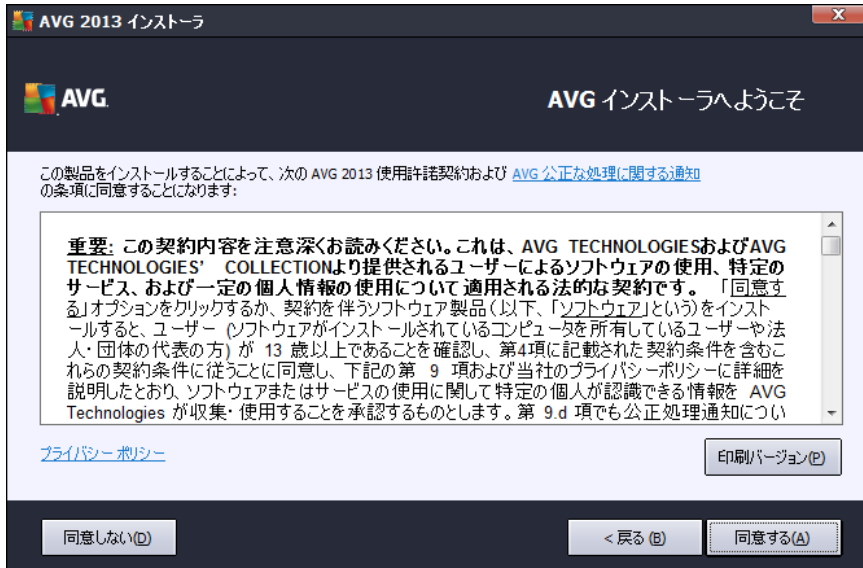 AVG 2013 インストーラ
AVG.
AVG インストーラへようこそ
この製品をインストールすることによって、次の AVG 2013 使用許諾契約および AVG 公正な処理に関する通知
の条項に同意することになります:
重要: この契約内容を注意深くお読みください。これは、AVG TECHNOLOGIESおよびAVG
TECHNOLOGIES' COLLECTIONより提供されるユーザーによるソフトウェアの使用、特定の
サービス、および一定の個人情報の使用について適用される法的な契約です。 「同意す
る」オプションをクリックするか、契約を伴うソフトウェア製品(以下、「ソフトウェア」という)をインスト
ールすると、ユーザー (ソフトウェアがインストールされているコンピュータを所有しているユーザーや法
人・団体の代表の方) が 13 歳以上であることを確認し、第4項に記載された契約条件を含むこ
れらの契約条件に従うことに同意し、下記の第 9 項および当社のプライバシーポリシーに詳細を
説明したとおり、ソフトウェアまたはサービスの使用に関して特定の個人が認識できる情報を AVG
Technologies が収集・使用することを承認するものとします。第 9.d 項でも公正処理通知につい
プライバシー ポリシー
印刷バージョン(P)
同意しない(D)
< 戻る (B)
同意する(A)